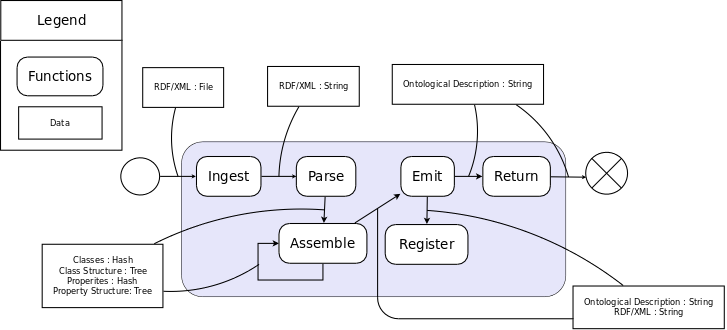 Legend
Functions
Data
RDF/XML : File
RDF/XML : String
Ontological Description : String
Ingest
Parse
Emit
Return
Assemble
Register
Classes : Hash
Class Structure : Tree
Properites : Hash
Property Structure: Tree
Ontological Description : String
RDF/XML : String